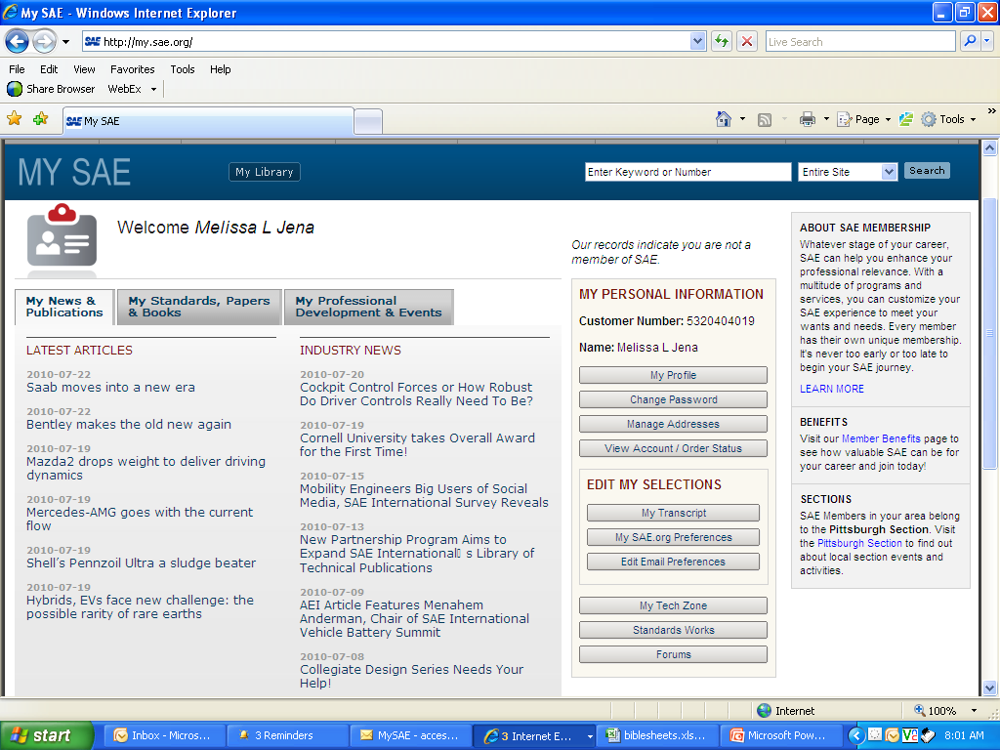 My SAE - Windows Internet Explorer
SAE http://my.sae.org/
Live Search
File Edit View Favorites Tools Help
Share Browser WebEx
SAE My SAE
Page Tools »
MY SAE
My Library
Enter Keyword or Number
Entire Site
Search
Welcome Melissa L Jena
My News &
Publications
My Standards, Papers
& Books
My Professional
Development & Events
LATEST ARTICLES
2010-07-22
Saab moves into a new era
2010-07-22
Bentley makes the old new again
2010-07-19
Mazda2 drops weight to deliver driving
dynamics
2010-07-19
Mercedes-AMG goes with the current
flow
2010-07-19
Shell's Pennzoil Ultra a sludge beater
2010-07-19
Hybrids, EVs face new challenge: the
possible rarity of rare earths
INDUSTRY NEWS
2010-07-20
Cockpit Control Forces or How Robust
Do Driver Controls Really Need To Be?
2010-07-19
Cornell University takes Overall Award
for the First Time!
2010-07-15
Mobility Engineers Big Users of Social
Media, SAE International Survey Reveals
2010-07-13
New Partnership Program Aims to
Expand SAE International▯ s Library of
Technical Publications
2010-07-09
AEI Article Features Menahem
Anderman, Chair of SAE International
Vehicle Battery Summit
2010-07-08
Collegiate Design Series Needs Your
Help!
Our records indicate you are not a
member of SAE.
MY PERSONAL INFORMATION
Customer Number: 5320404019
Name: Melissa L Jena
My Profile
Change Password
Manage Addresses
View Account / Order Status
EDIT MY SELECTIONS
My Transcript
My SAE.org Preferences
Edit Email Preferences
My Tech Zone
Standards Works
Forums
ABOUT SAE MEMBERSHIP
Whatever stage of your career,
SAE can help you enhance your
professional relevance. With a
multitude of programs and
services, you can customize your
SAE experience to meet your
wants and needs. Every member
has their own unique membership.
It's never too early or too late to
begin your SAE journey.
LEARN MORE
BENEFITS
Visit our Member Benefits page to
see how valuable SAE can be for
your career and join today!
SECTIONS
SAE Members in your area belong
to the Pittsburgh Section. Visit
the Pittsburgh Section to find out
about local section events and
activities.
Internet
100%
start
Inbox - Micros...
3 Reminders
MySAE - acces...
3 Internet E...
biblesheets.xls...
Microsoft Pow...
8:01 AM